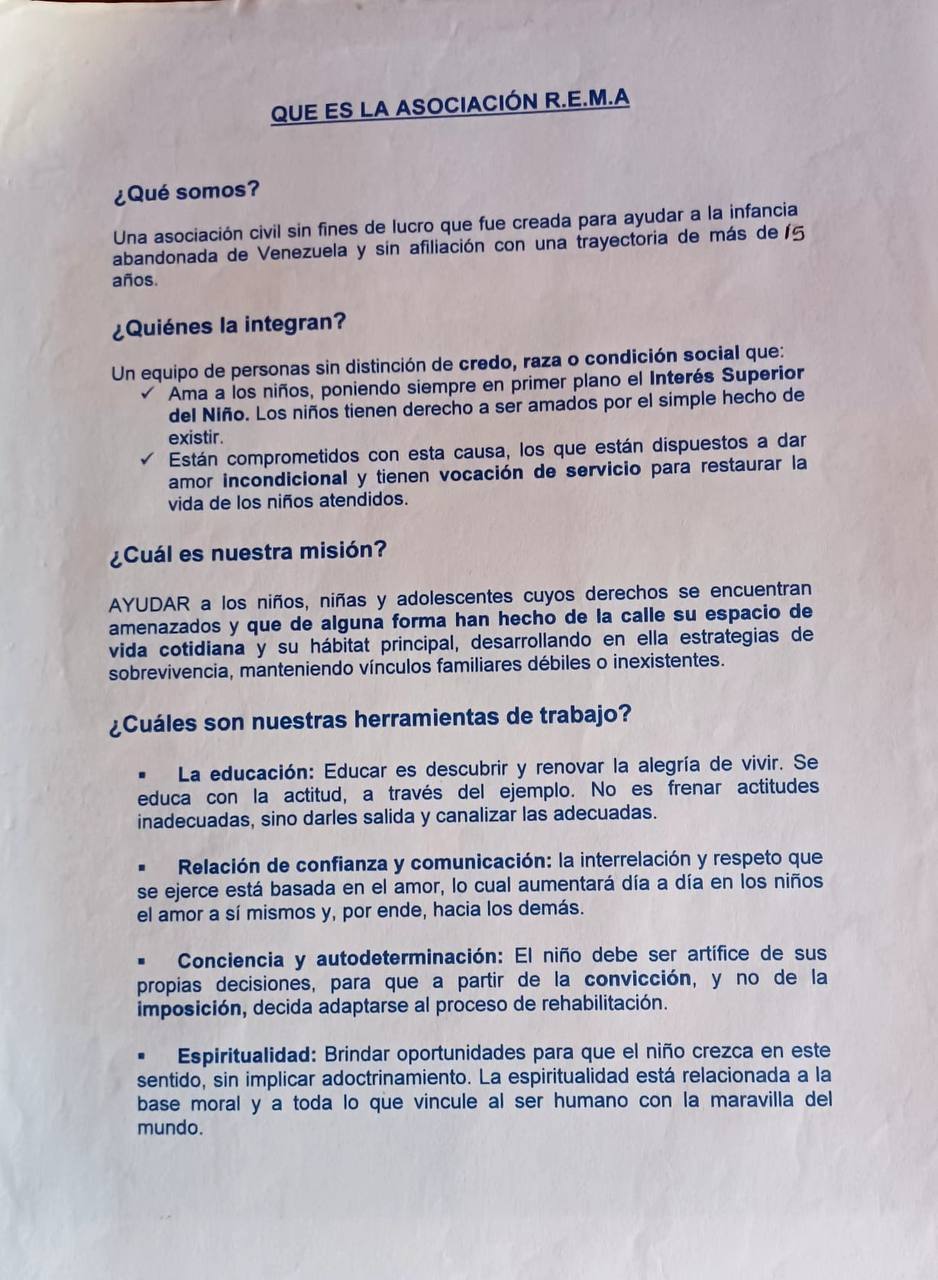 QUE ES LA ASOCIACIÓN R.E.M.A
¿Qué somos?
Una asociación civil sin fines de lucro que fue creada para ayudar a la infancia
abandonada de Venezuela y sin afiliación con una trayectoria de más de 15
años.
¿Quiénes la integran?
Un equipo de personas sin distinción de credo, raza o condición social que:
✓ Ama a los niños, poniendo siempre en primer plano el Interés Superior
del Niño. Los niños tienen derecho a ser amados por el simple hecho de
existir.
✓ Están comprometidos con esta causa, los que están dispuestos a dar
amor incondicional y tienen vocación de servicio para restaurar la
vida de los niños atendidos.
¿Cuál es nuestra misión?
AYUDAR a los niños, niñas y adolescentes cuyos derechos se encuentran
amenazados y que de alguna forma han hecho de la calle su espacio de
vida cotidiana y su hábitat principal, desarrollando en ella estrategias de
sobrevivencia, manteniendo vínculos familiares débiles o inexistentes.
¿Cuáles son nuestras herramientas de trabajo?
▪ La educación: Educar es descubrir y renovar la alegría de vivir. Se
educa con la actitud, a través del ejemplo. No es frenar actitudes
inadecuadas, sino darles salida y canalizar las adecuadas.
▪ Relación de confianza y comunicación: la interrelación y respeto que
se ejerce está basada en el amor, lo cual aumentará día a día en los niños
el amor a sí mismos y, por ende, hacia los demás.
▪ Conciencia y autodeterminación: El niño debe ser artífice de sus
propias decisiones, para que a partir de la convicción, y no de la
imposición, decida adaptarse al proceso de rehabilitación.
▪ Espiritualidad: Brindar oportunidades para que el niño crezca en este
sentido, sin implicar adoctrinamiento. La espiritualidad está relacionada a la
base moral y a toda lo que vincule al ser humano con la maravilla del
mundo.